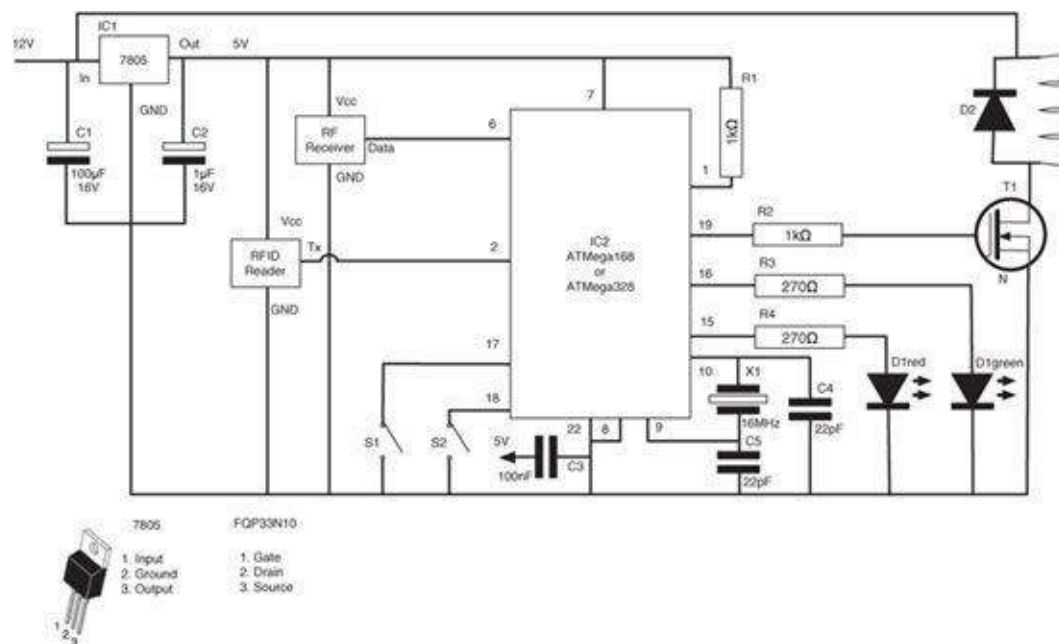 12V
IC1
7805
In
Out
5V
GND
C1
100µF
16V
C2
1µF
16V
Vcc
RF
Receiver
Data
GND
Vcc
RFID
Reader
Tx
GND
7
6
2
17
18
IC2
ATMega168
or
ATMega328
R1
1kΩ
1
19
R2
1kΩ
16
R3
270Ω
15
R4
270Ω
10
X1
16MHz
9
8
22
C4
22pF
C5
22pF
C3
100nF
5V
S1
S2
D1red
D1green
D2
T1
N
7805
1. Input
2. Ground
3. Output
FQP33N10
1. Gate
2. Drain
3. Source
1
2
3